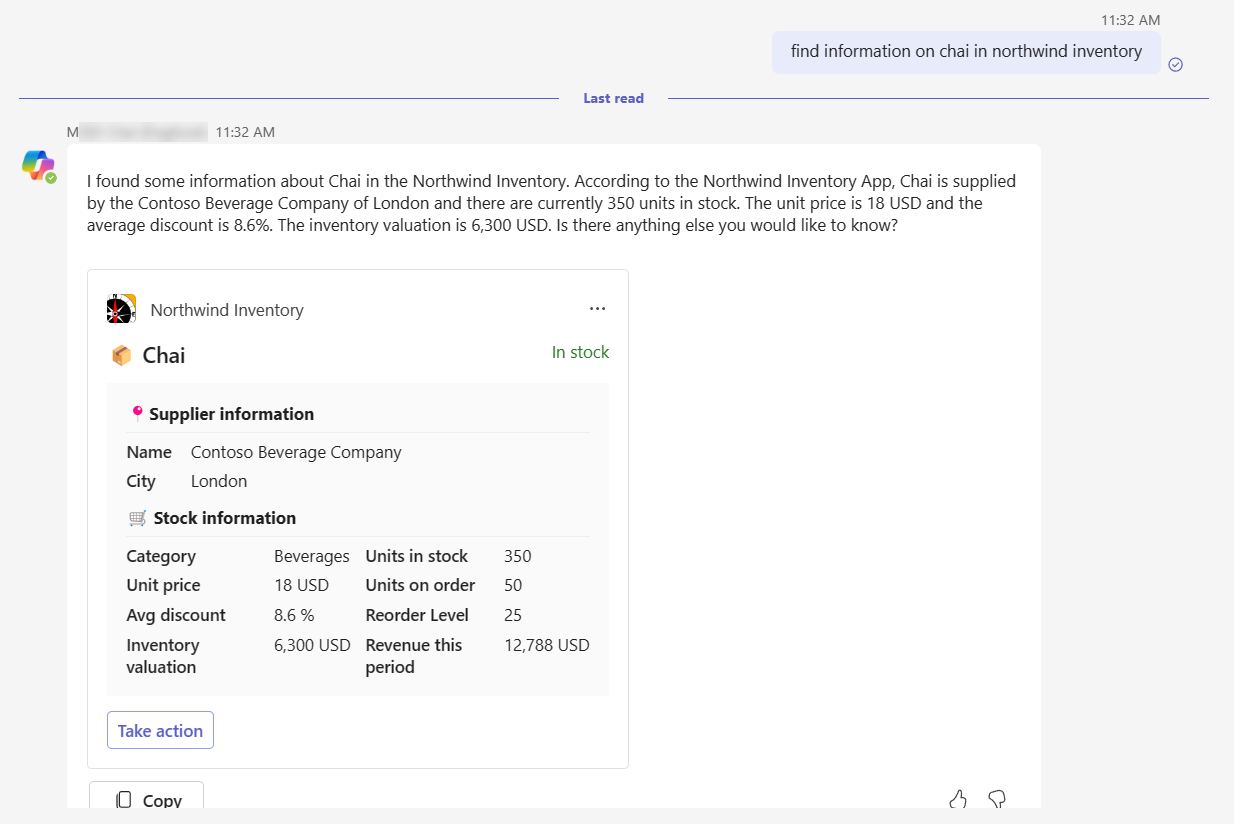 11:32 AM
find information on chai in northwind inventory
Last read
11:32 AM
I found some information about Chai in the Northwind Inventory. According to the Northwind Inventory App, Chai is supplied
by the Contoso Beverage Company of London and there are currently 350 units in stock. The unit price is 18 USD and the
average discount is 8.6%. The inventory valuation is 6,300 USD. Is there anything else you would like to know?
Northwind Inventory
Chai In stock
Supplier information
Name Contoso Beverage Company
City London
Stock information
Category Beverages Units in stock 350
Unit price 18 USD Units on order 50
Avg discount 8.6 % Reorder Level 25
Inventory 6,300 USD Revenue this 12,788 USD
valuation period
Take action
Copy